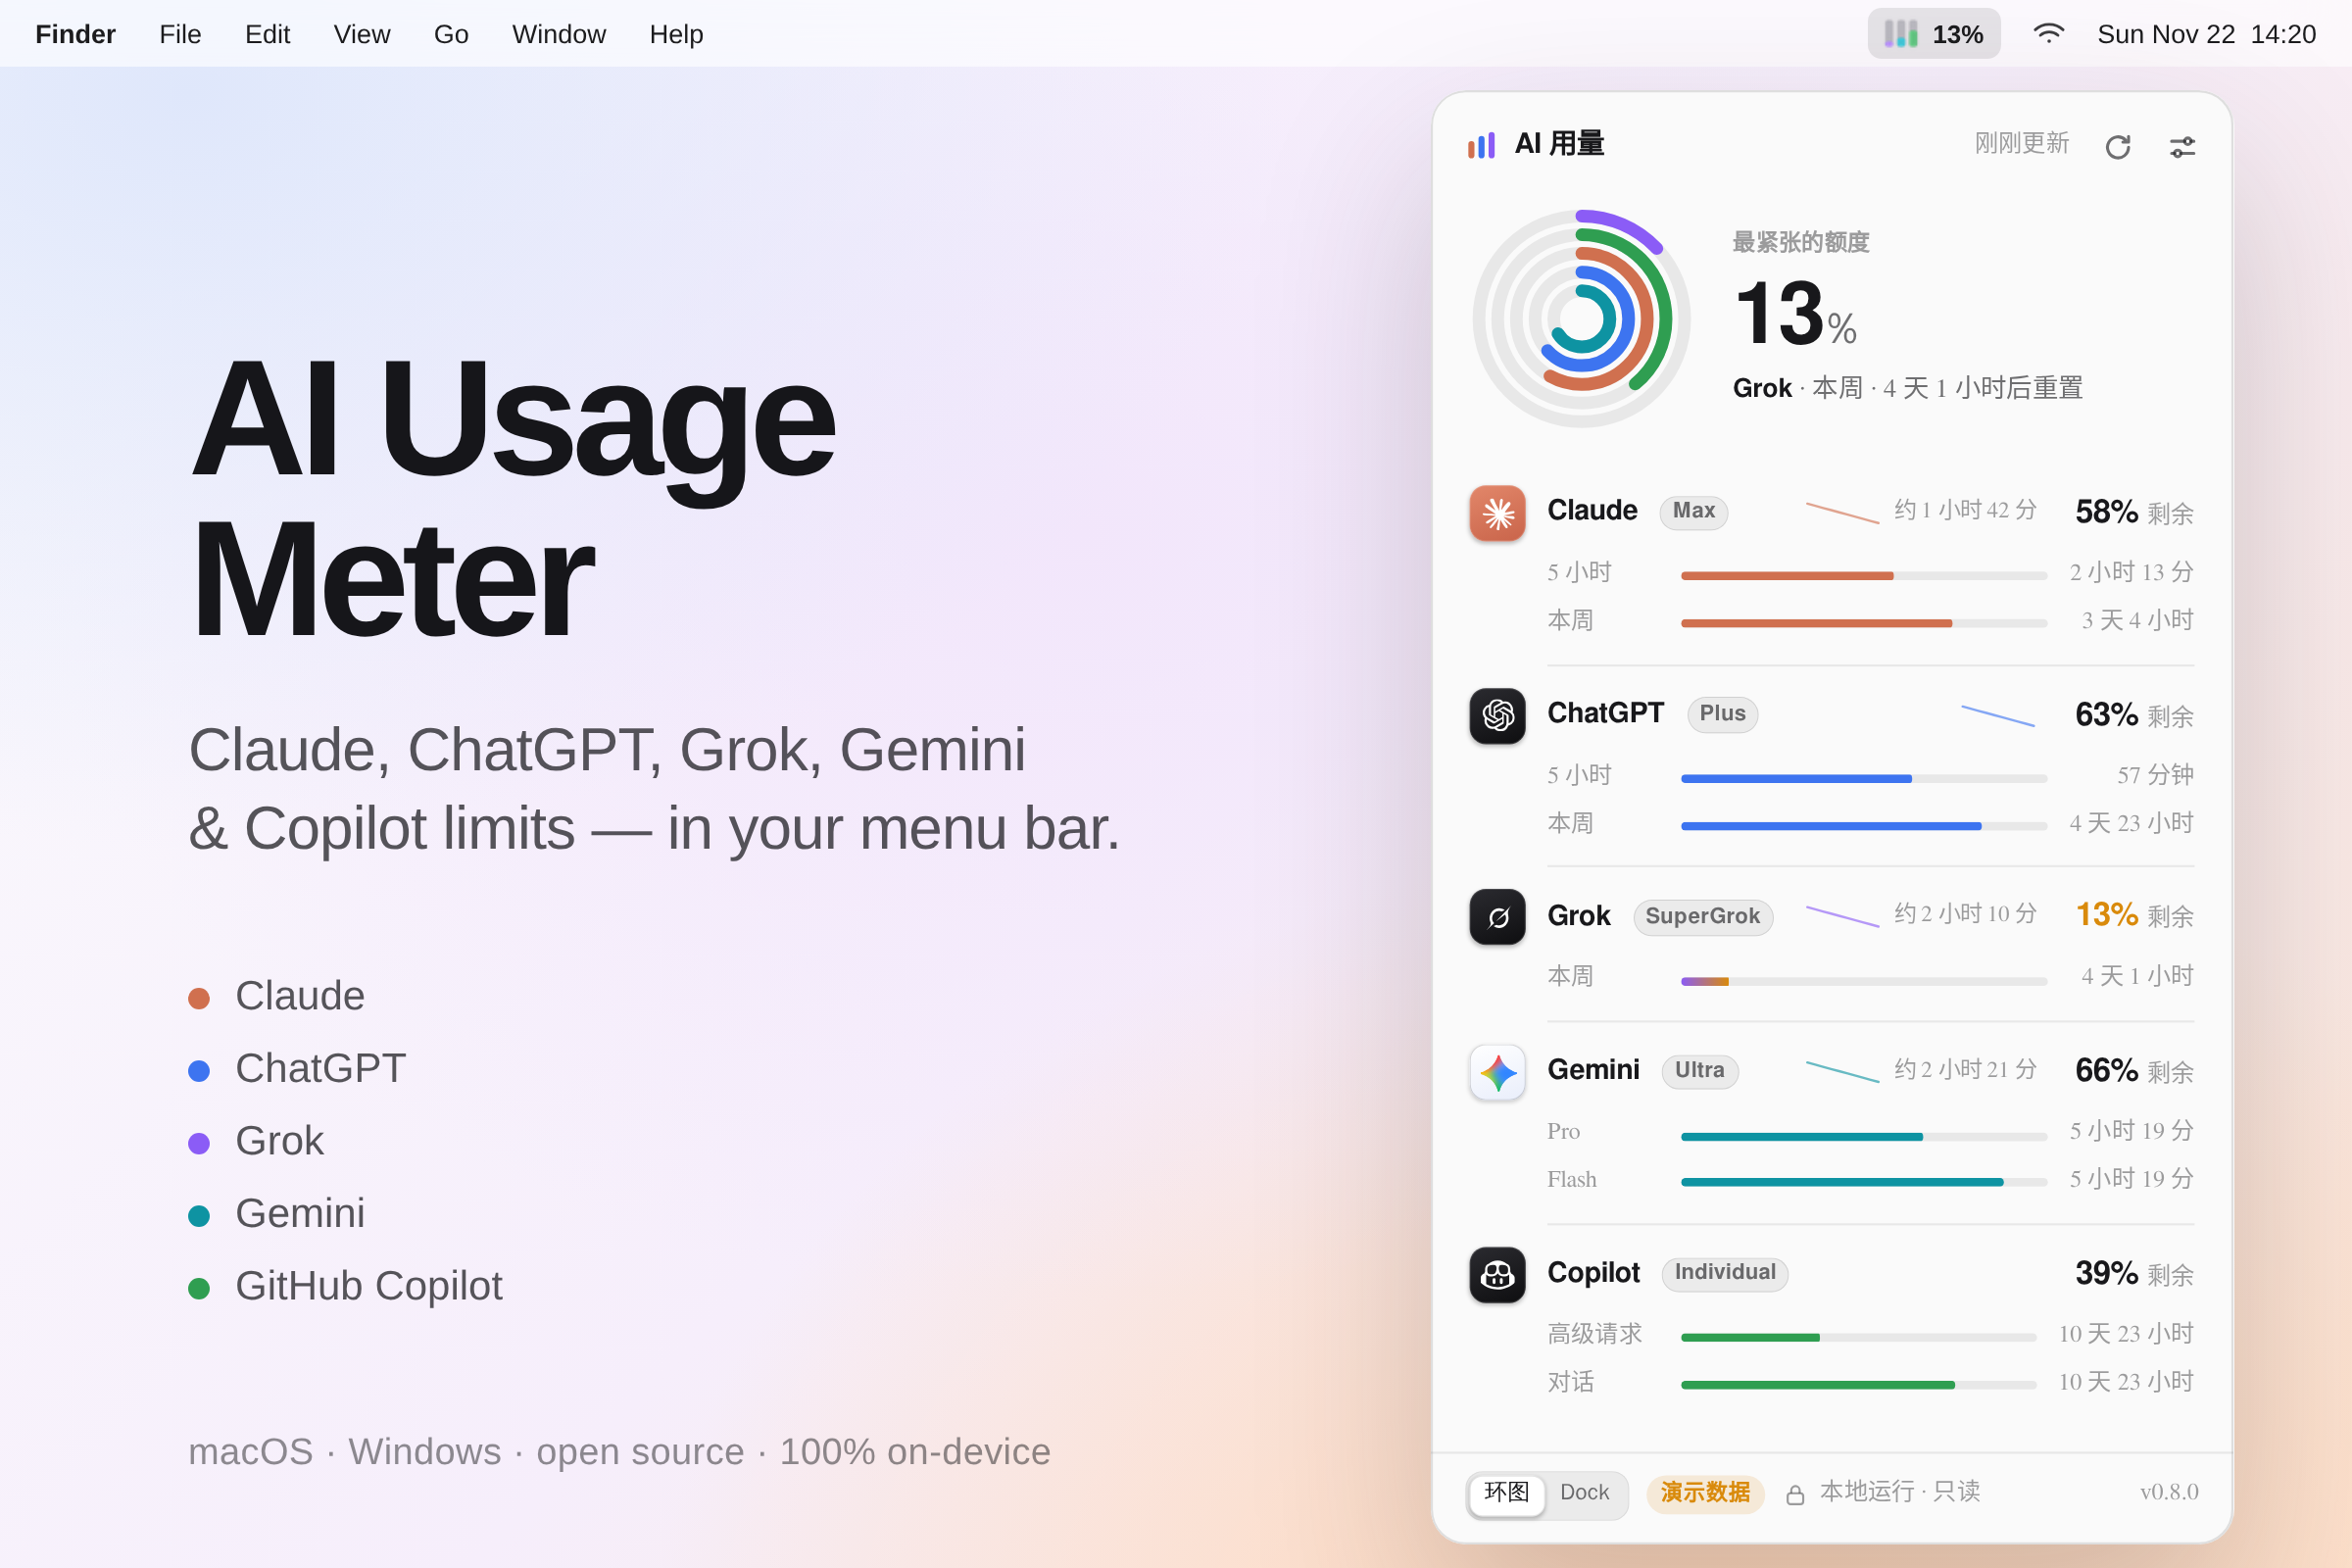 Finder File Edit View Go Window Help 13% Sun Nov 22 14:20
AI Usage
Meter
Claude, ChatGPT, Grok, Gemini
& Copilot limits — in your menu bar.
Claude
ChatGPT
Grok
Gemini
GitHub Copilot
macOS · Windows · open source · 100% on-device
AI 用量 刚刚更新
最紧张的额度
13%
Grok · 本周 · 4 天 1 小时后重置
Claude Max 约 1 小时 42 分 58% 剩余
5 小时 2 小时 13 分
本周 3 天 4 小时
ChatGPT Plus 63% 剩余
5 小时 57 分钟
本周 4 天 23 小时
Grok SuperGrok 约 2 小时 10 分 13% 剩余
本周 4 天 1 小时
Gemini Ultra 约 2 小时 21 分 66% 剩余
Pro 5 小时 19 分
Flash 5 小时 19 分
Copilot Individual 39% 剩余
高级请求 10 天 23 小时
对话 10 天 23 小时
环图 Dock 演示数据 本地运行 · 只读 v0.8.0